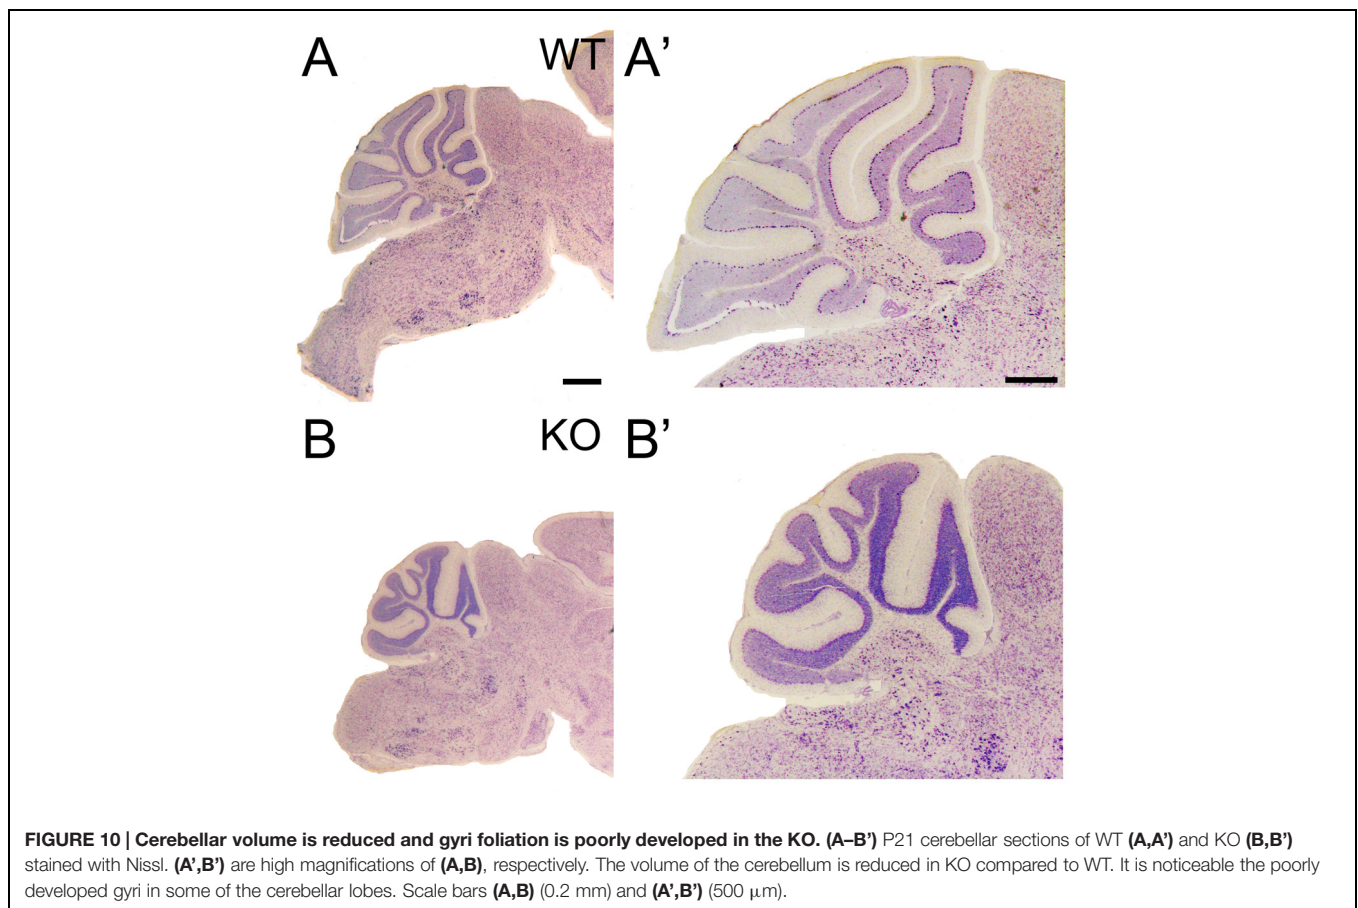 A
WT
A’
B
KO
B’
FIGURE 10 | Cerebellar volume is reduced and gyri foliation is poorly developed in the KO. (A–B’) P21 cerebellar sections of WT (A,A’) and KO (B,B’)
stained with Nissl. (A’,B’) are high magnifications of (A,B), respectively. The volume of the cerebellum is reduced in KO compared to WT. It is noticeable the poorly
developed gyri in some of the cerebellar lobes. Scale bars (A,B) (0.2 mm) and (A’,B’) (500 μm).